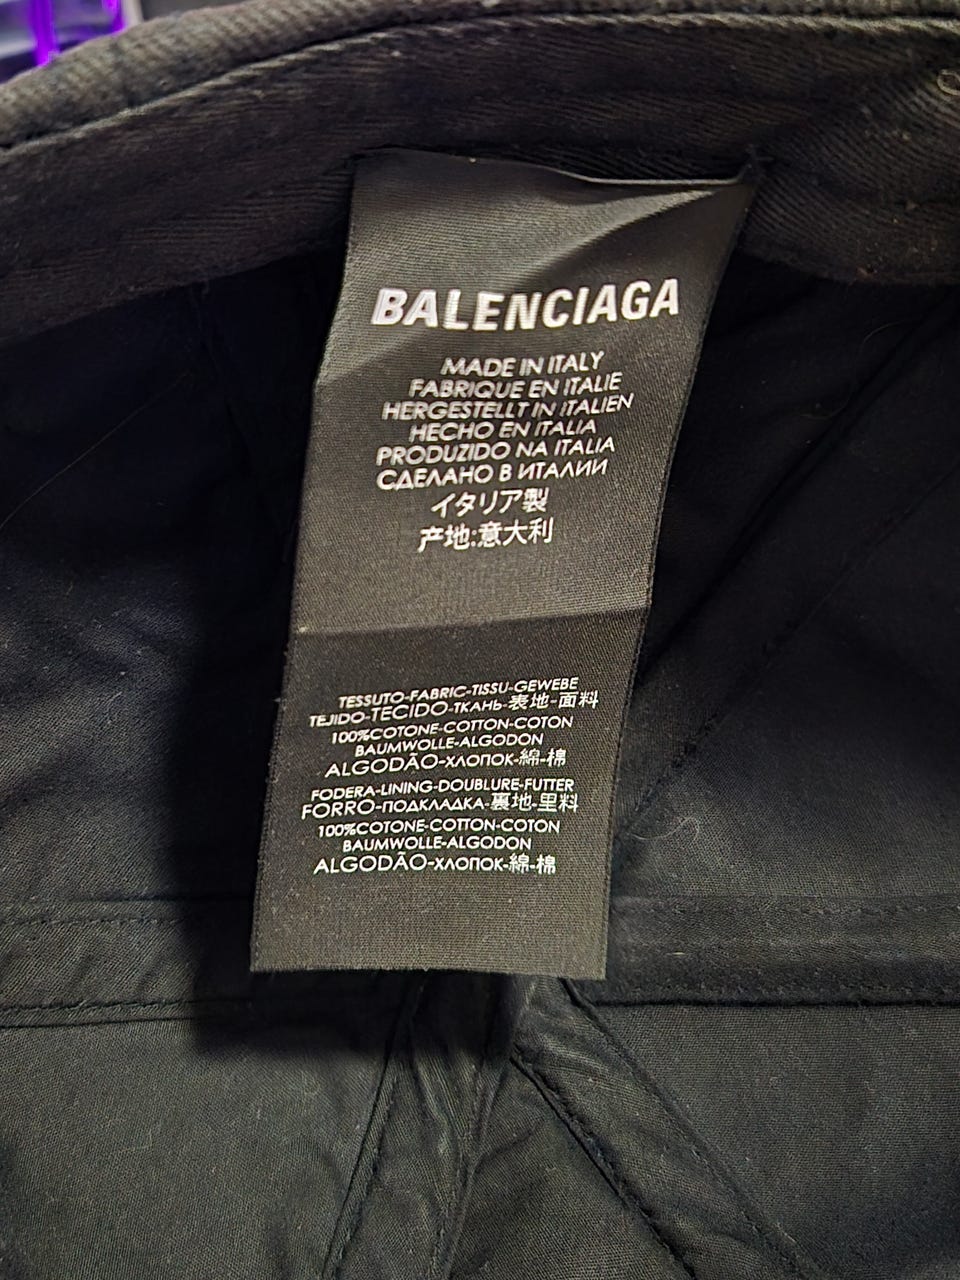 BALENCIAGA
MADE IN ITALY
FABRIQUE EN ITALIE
HERGESTELLT IN ITALIEN
HECHO EN ITALIA
PRODUZIDO NA ITALIA
СДЕЛАНО В ИТАЛИИ
イタリア製
产地:意大利
TESSUTO-FABRIC-TISSU-GEWEBE
TEJIDO-TECIDO-ТКАНЬ-表地-面料
100%COTONE-COTTON-COTON
BAUMWOLLE-ALGODON
ALGODÃO-ХЛОПОК-綿-棉
FODERA-LINING-DOUBLURE-FUTTER
FORRO-ПОДКЛАДКА-裏地-里料
100%COTONE-COTTON-COTON
BAUMWOLLE-ALGODON
ALGODÃO-ХЛОПОК-綿-棉